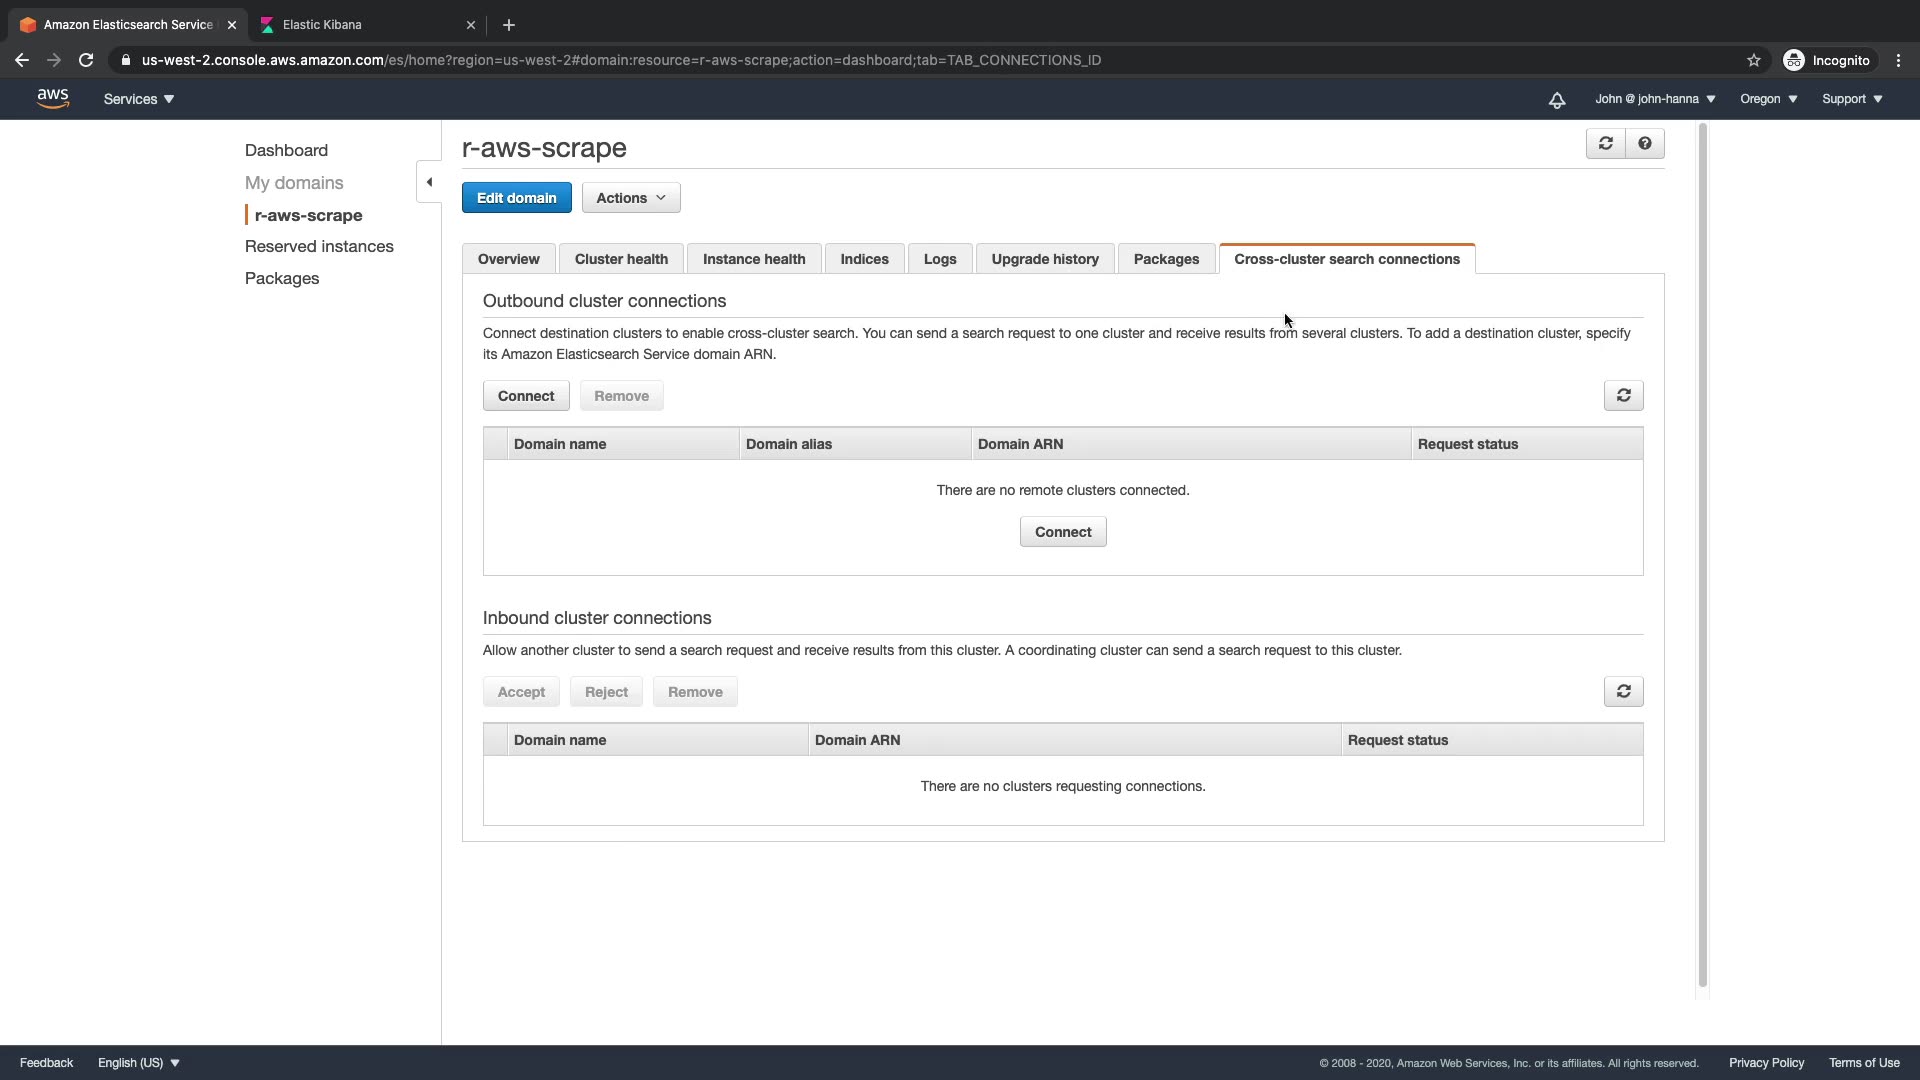 Amazon Elasticsearch Service
Elastic Kibana
us-west-2.console.aws.amazon.com/es/home?region=us-west-2#domain:resource=r-aws-scrape;action=dashboard;tab=TAB_CONNECTIONS_ID
Incognito
aws
Services
John @ john-hanna
Oregon
Support
Dashboard
My domains
r-aws-scrape
Reserved instances
Packages
r-aws-scrape
Edit domain
Actions
Overview
Cluster health
Instance health
Indices
Logs
Upgrade history
Packages
Cross-cluster search connections
Outbound cluster connections
Connect destination clusters to enable cross-cluster search. You can send a search request to one cluster and receive results from several clusters. To add a destination cluster, specify
its Amazon Elasticsearch Service domain ARN.
Connect
Remove
Domain name
Domain alias
Domain ARN
Request status
There are no remote clusters connected.
Connect
Inbound cluster connections
Allow another cluster to send a search request and receive results from this cluster. A coordinating cluster can send a search request to this cluster.
Accept
Reject
Remove
Domain name
Domain ARN
Request status
There are no clusters requesting connections.
Feedback
English (US)
© 2008 - 2020, Amazon Web Services, Inc. or its affiliates. All rights reserved.
Privacy Policy
Terms of Use